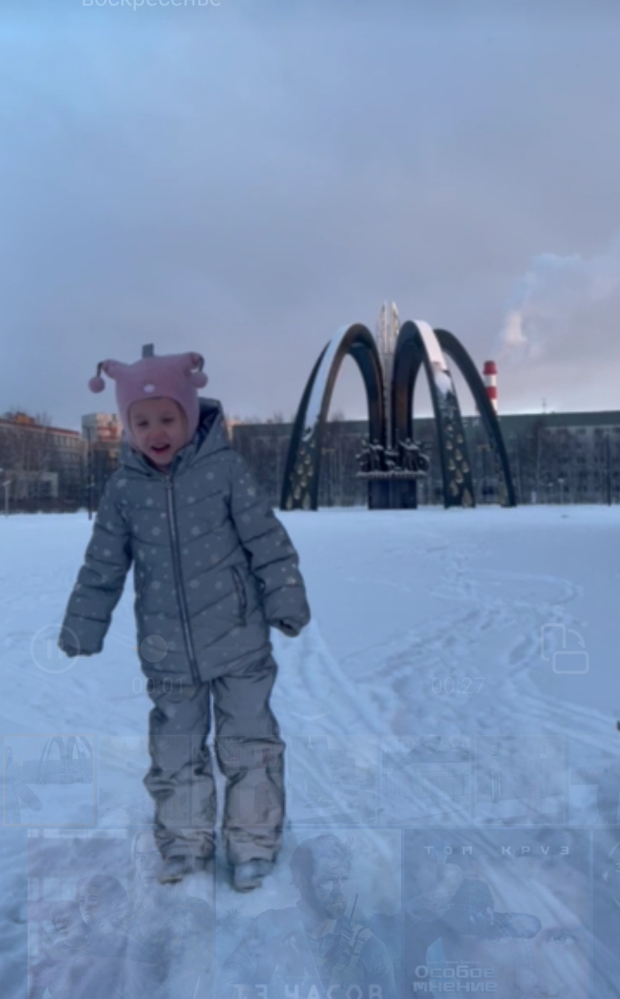 воскресенье
00:01 00:27
ТОМ КРУЗ
Особое
мнение
13 ЧАСОВ